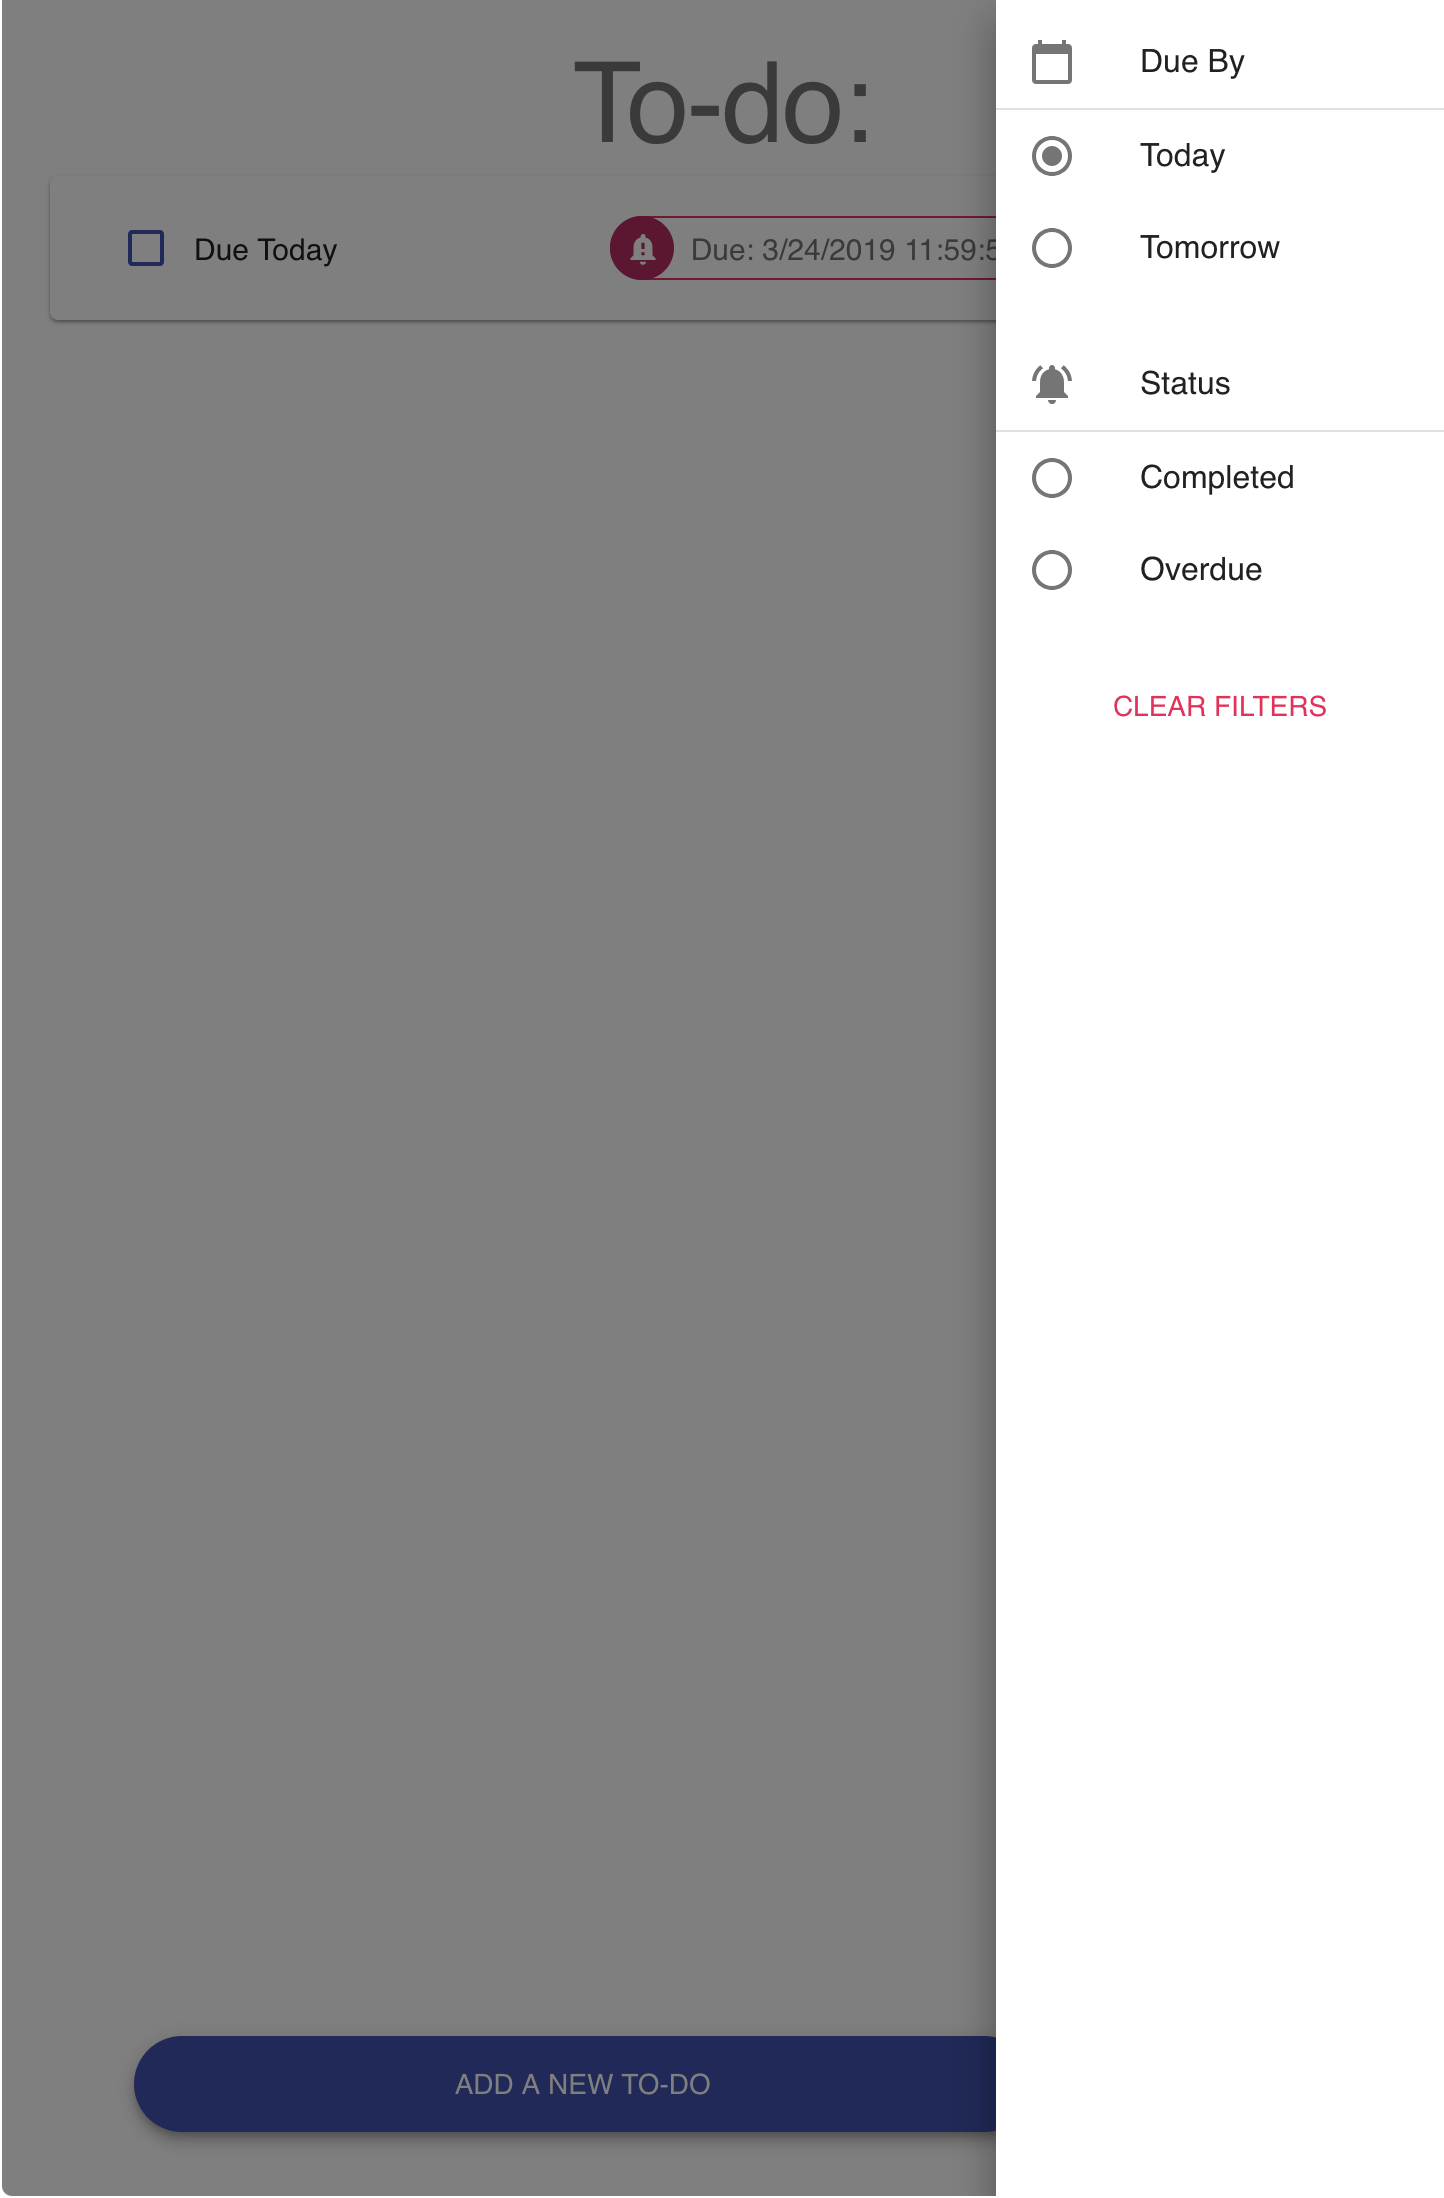 To-do:
Due Today
Due: 3/24/2019 11:59:5
Due By
Today
Tomorrow
Status
Completed
Overdue
CLEAR FILTERS
ADD A NEW TO-DO